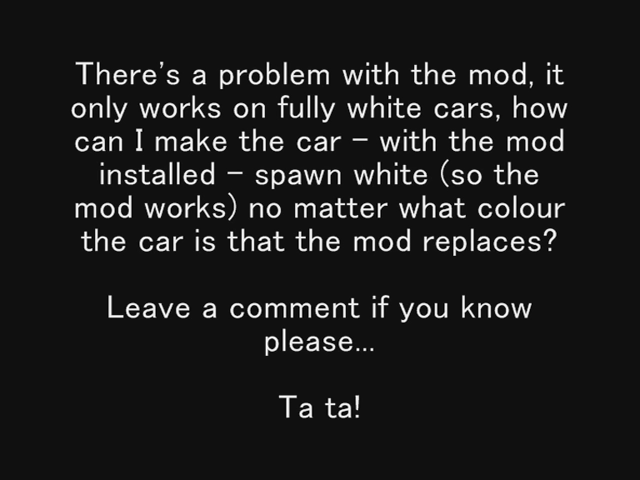 There's a problem with the mod, it
only works on fully white cars, how
can I make the car – with the mod
installed – spawn white (so the
mod works) no matter what colour
the car is that the mod replaces?
Leave a comment if you know
please...
Ta ta!